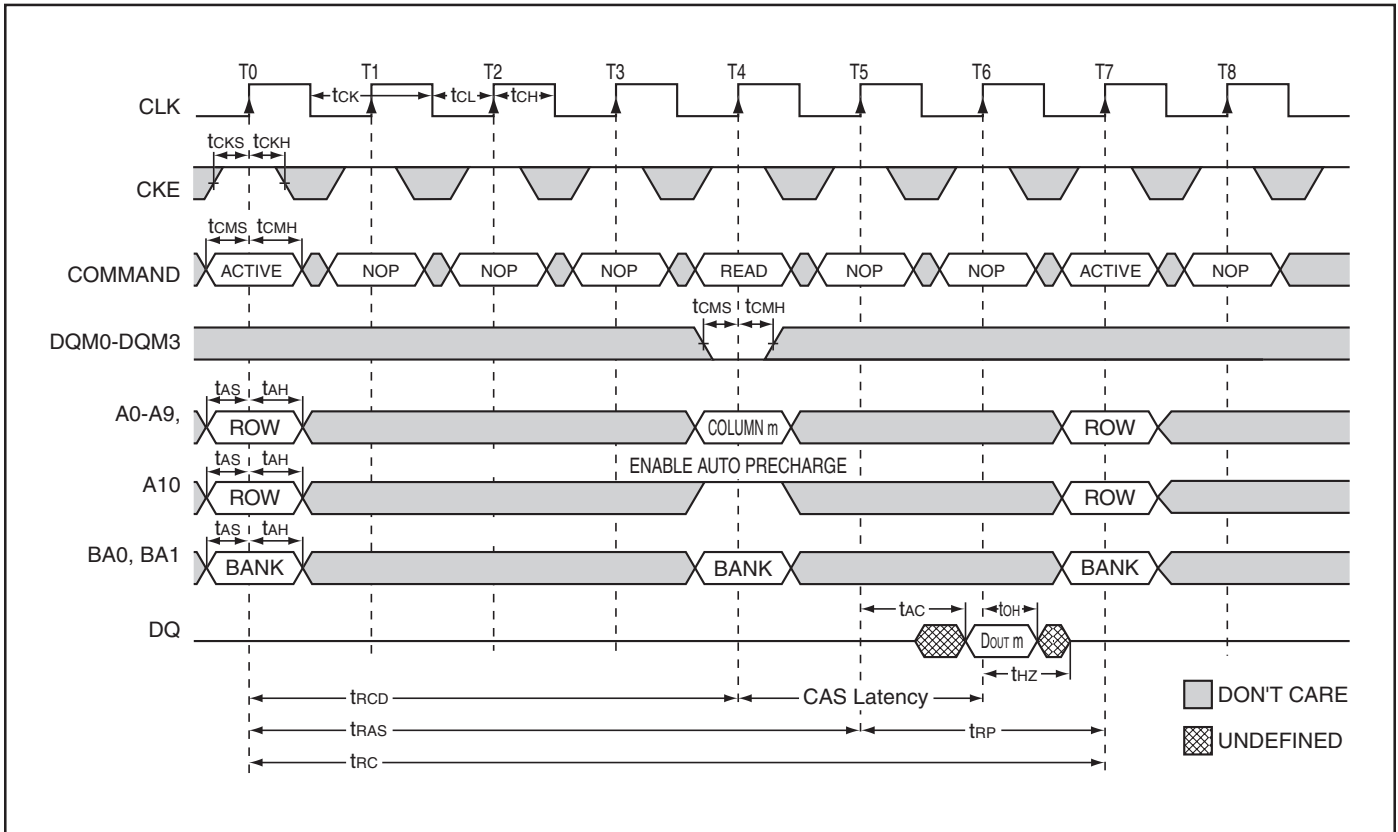 T0 T1 T2 T3 T4 T5 T6 T7 T8
CLK tCK tCL tCH
tCKS tCKH
CKE
tCMS tCMH
COMMAND ACTIVE NOP NOP NOP READ NOP NOP ACTIVE NOP
tCMS tCMH
DQM0-DQM3
tAS tAH
A0-A9, ROW COLUMN m ROW
tAS tAH ENABLE AUTO PRECHARGE
A10 ROW ROW
tAS tAH
BA0, BA1 BANK BANK BANK
tAC tOH
DQ DOUT m
tHZ
tRCD CAS Latency DON'T CARE
tRAS tRP UNDEFINED
tRC